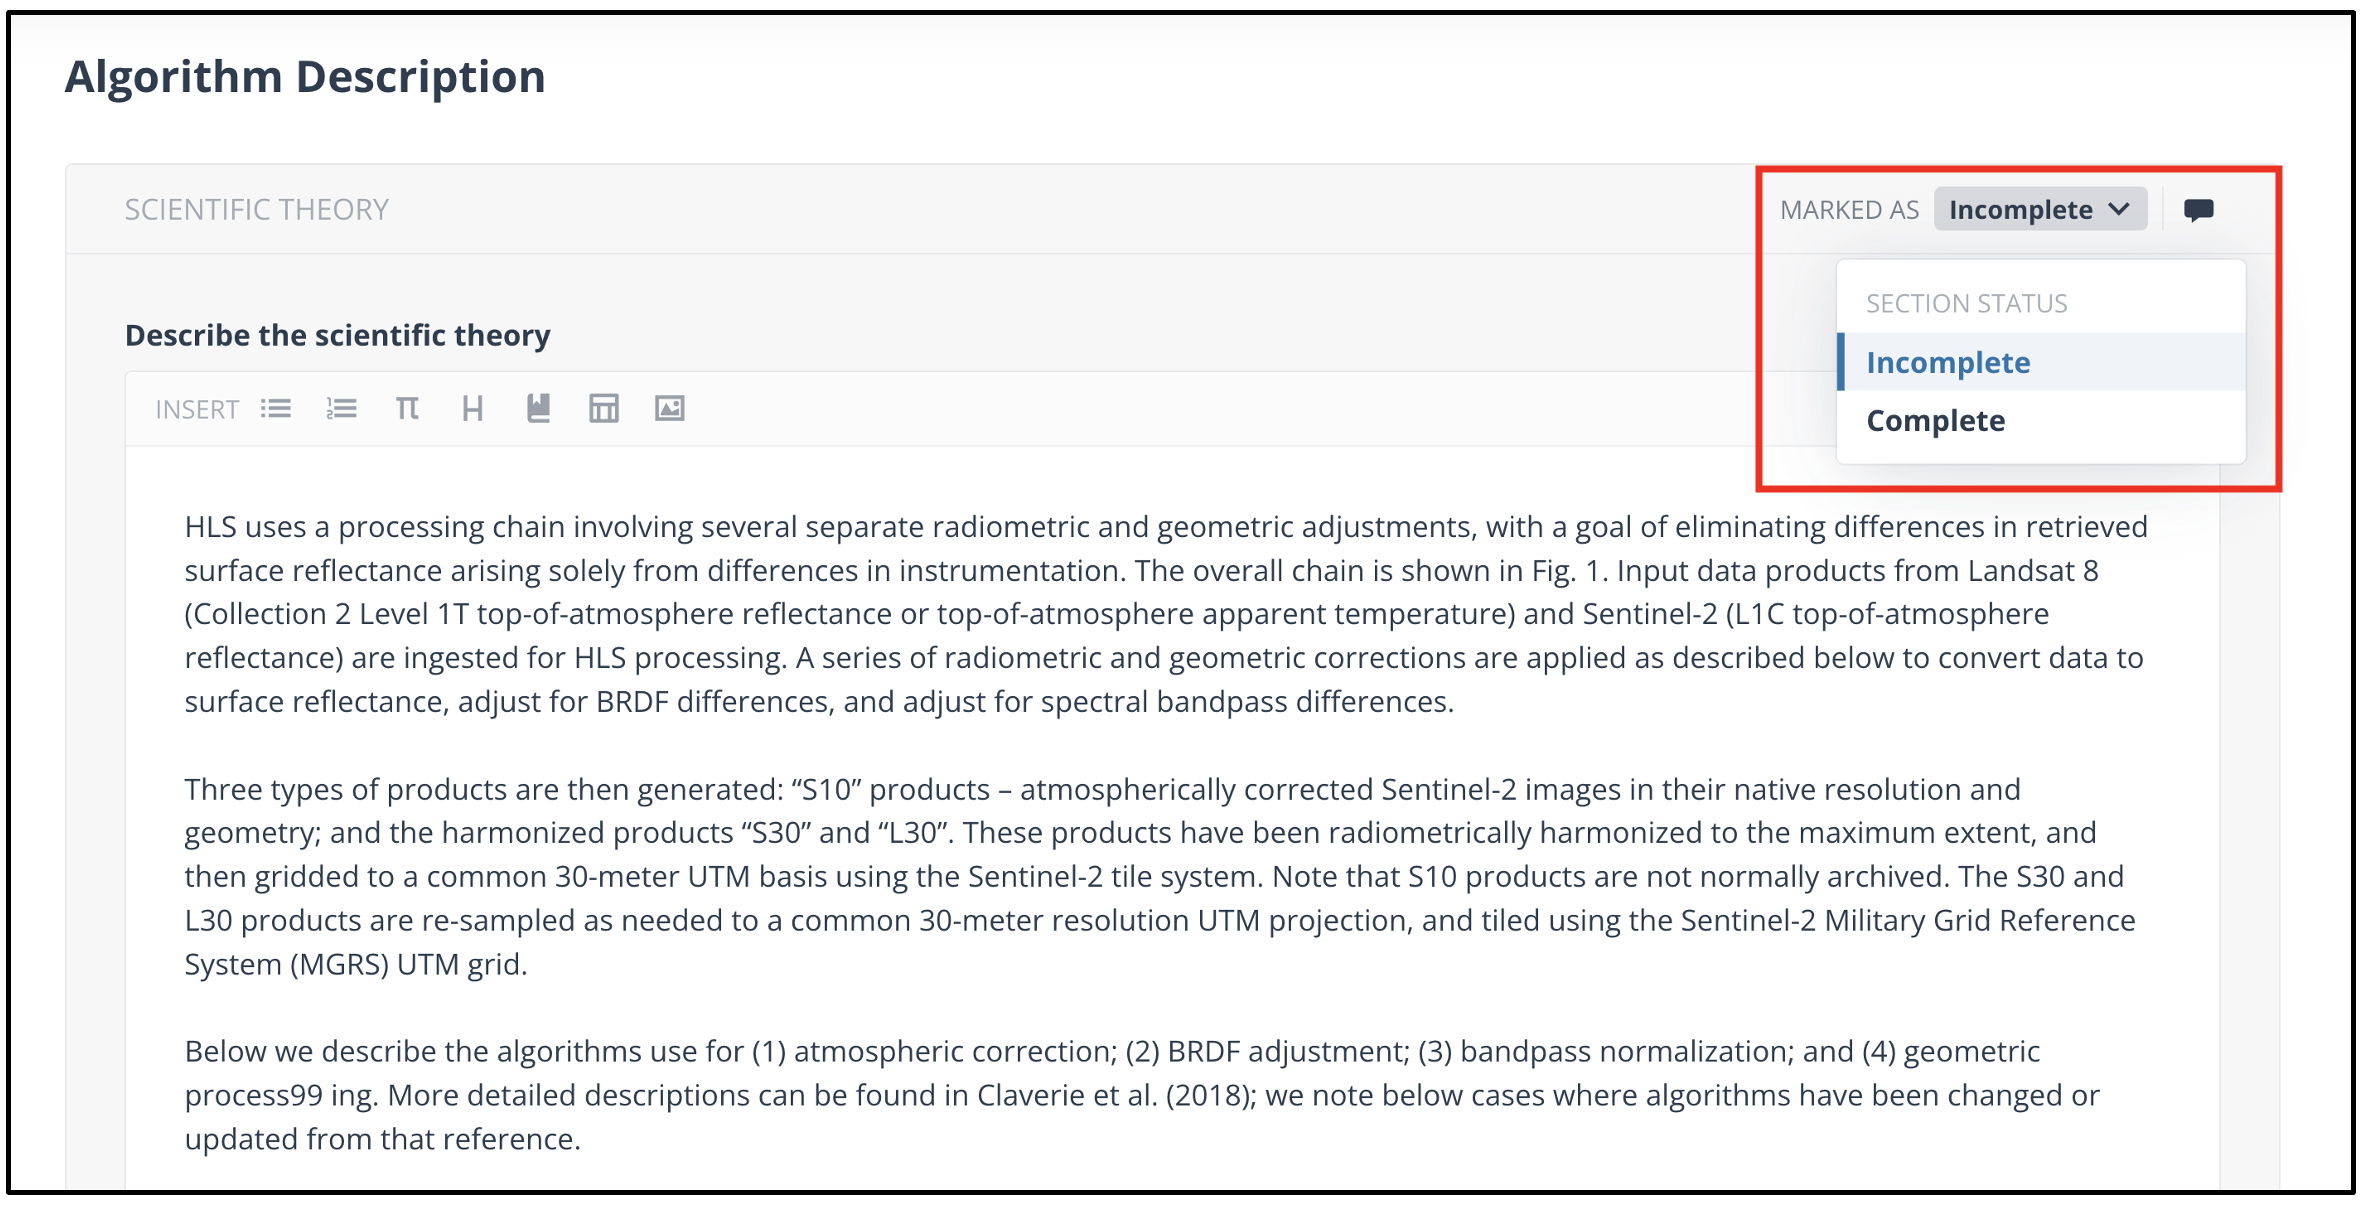 Algorithm Description
SCIENTIFIC THEORY
MARKED AS Incomplete
SECTION STATUS
Incomplete
Complete
Describe the scientific theory
INSERT
HLS uses a processing chain involving several separate radiometric and geometric adjustments, with a goal of eliminating differences in retrieved
surface reflectance arising solely from differences in instrumentation. The overall chain is shown in Fig. 1. Input data products from Landsat 8
(Collection 2 Level 1T top-of-atmosphere reflectance or top-of-atmosphere apparent temperature) and Sentinel-2 (L1C top-of-atmosphere
reflectance) are ingested for HLS processing. A series of radiometric and geometric corrections are applied as described below to convert data to
surface reflectance, adjust for BRDF differences, and adjust for spectral bandpass differences.
Three types of products are then generated: “S10” products – atmospherically corrected Sentinel-2 images in their native resolution and
geometry; and the harmonized products “S30” and “L30”. These products have been radiometrically harmonized to the maximum extent, and
then gridded to a common 30-meter UTM basis using the Sentinel-2 tile system. Note that S10 products are not normally archived. The S30 and
L30 products are re-sampled as needed to a common 30-meter resolution UTM projection, and tiled using the Sentinel-2 Military Grid Reference
System (MGRS) UTM grid.
Below we describe the algorithms use for (1) atmospheric correction; (2) BRDF adjustment; (3) bandpass normalization; and (4) geometric
process99 ing. More detailed descriptions can be found in Claverie et al. (2018); we note below cases where algorithms have been changed or
updated from that reference.